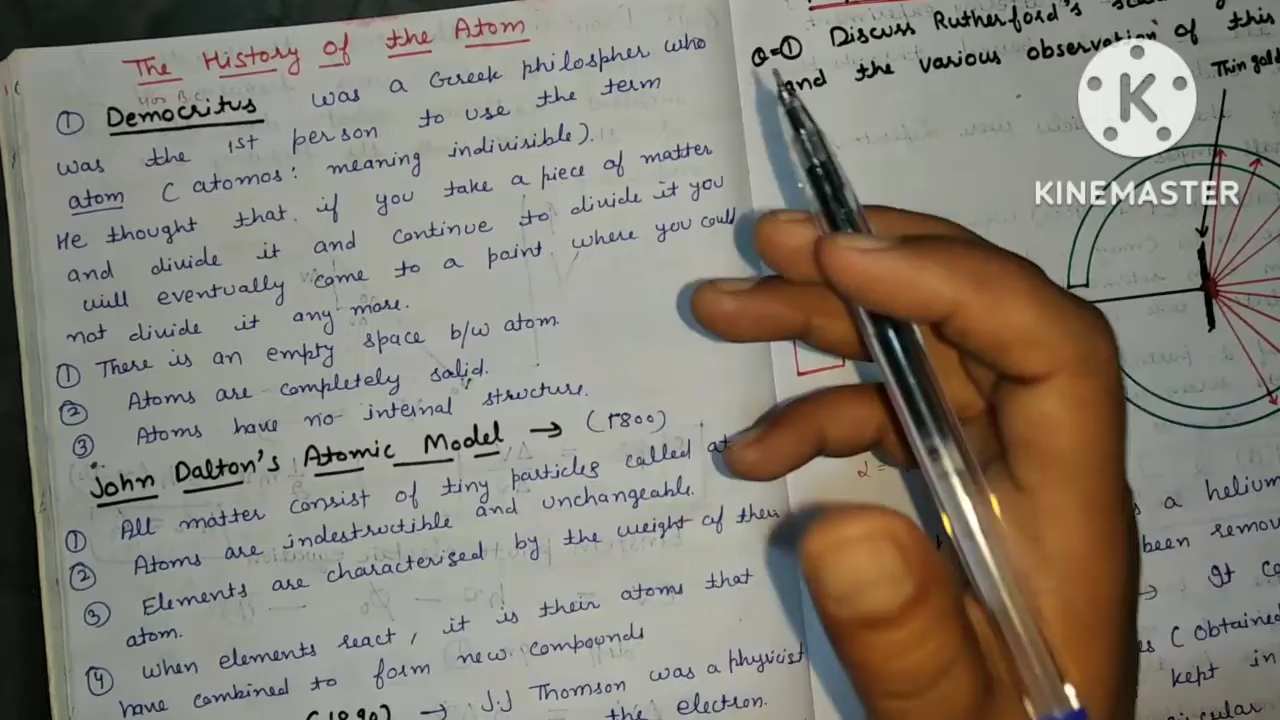 The History of the Atom
400 B.C
① Democritus was a Greek philospher who
was the 1st person to use the term
atom (atomos: meaning indivisible).
He thought that if you take a piece of matter
and divide it and continue to divide it you
will eventually come to a point where you could
not divide it any more.
① There is an empty space b/w atom.
② Atoms are completely solid.
③ Atoms have no internal structure.
John Dalton's Atomic Model → (1800)
① All matter consist of tiny particles called at
② Atoms are indestructible and unchangeable.
③ Elements are characterised by the weight of their
atom.
④ When elements react, it is their atoms that
have combined to form new compounds
→ J.J Thomson was a physicist
the electron.
Q=① Discuss Rutherford's
and the various observation of this
Thin gold
α =
a helium
been remov
→ It ca
(Obtained
kept in
circular
K
KINEMASTER